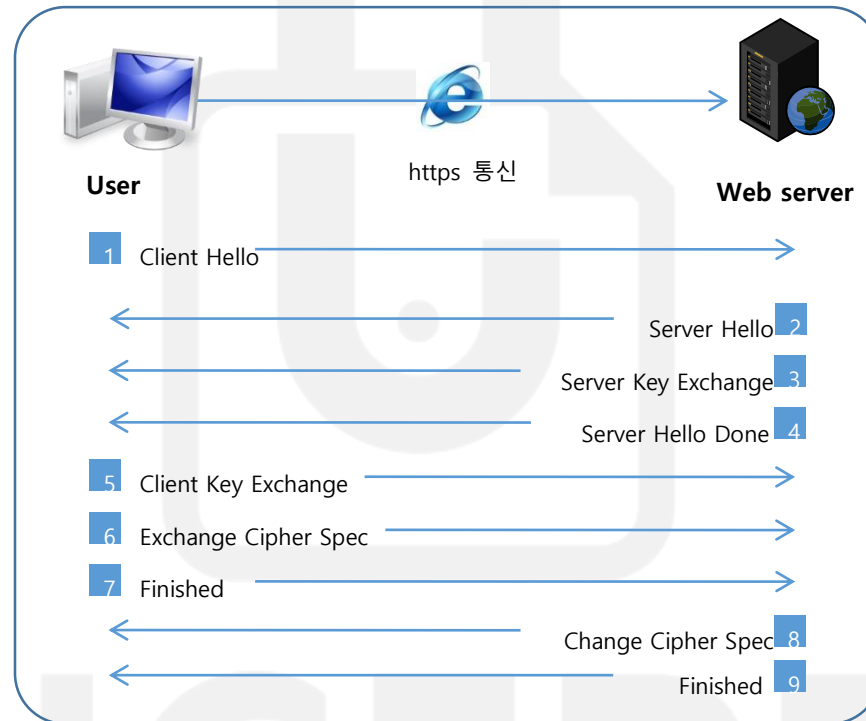 https 통신
User
Web server
1 Client Hello
Server Hello 2
Server Key Exchange 3
Server Hello Done 4
5 Client Key Exchange
6 Exchange Cipher Spec
7 Finished
Change Cipher Spec 8
Finished 9